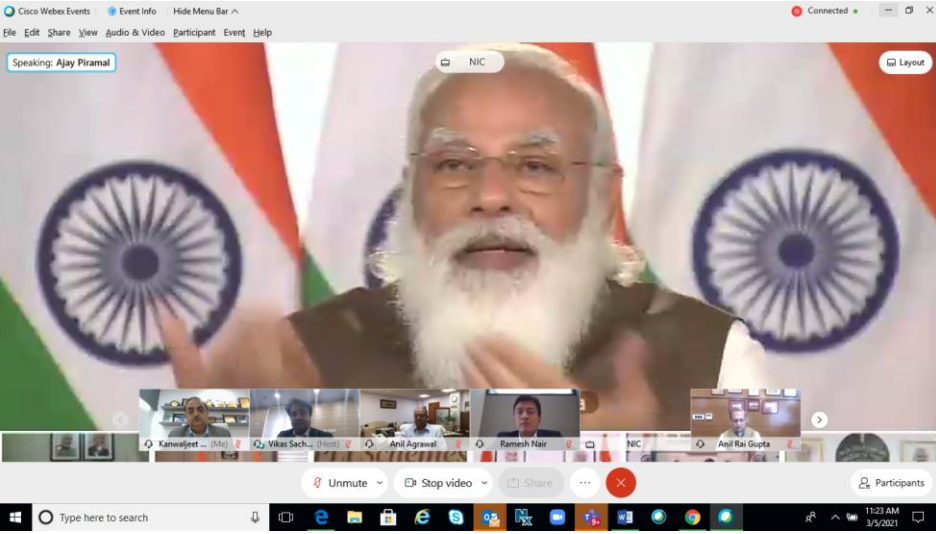 Cisco Webex Events
Event Info
Hide Menu Bar
Connected
File Edit Share View Audio & Video Participant Event Help
Speaking: Ajay Piramal
NIC
Layout
Kanwaljeet ... (Me)
Vikas Sach... (Host)
Anil Agrawal
Ramesh Nair
NIC
Anil Rai Gupta
Unmute
Stop video
Share
Participants
Type here to search
11:23 AM
3/5/2021